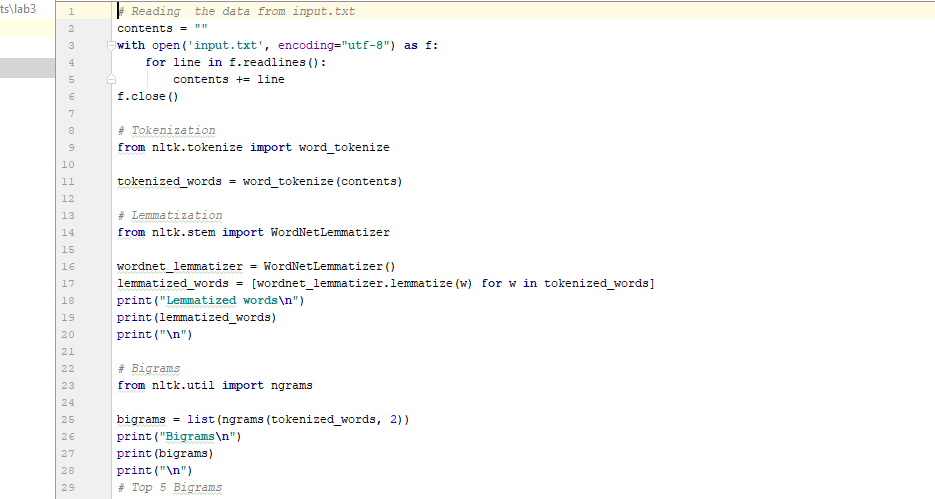 ts\lab3
1 # Reading  the data from input.txt
2 contents = ""
3 with open('input.txt', encoding="utf-8") as f:
4     for line in f.readlines():
5         contents += line
6 f.close()
7
8 # Tokenization
9 from nltk.tokenize import word_tokenize
10
11 tokenized_words = word_tokenize(contents)
12
13 # Lemmatization
14 from nltk.stem import WordNetLemmatizer
15
16 wordnet_lemmatizer = WordNetLemmatizer()
17 lemmatized_words = [wordnet_lemmatizer.lemmatize(w) for w in tokenized_words]
18 print("Lemmatized words\n")
19 print(lemmatized_words)
20 print("\n")
21
22 # Bigrams
23 from nltk.util import ngrams
24
25 bigrams = list(ngrams(tokenized_words, 2))
26 print("Bigrams\n")
27 print(bigrams)
28 print("\n")
29 # Top 5 Bigrams